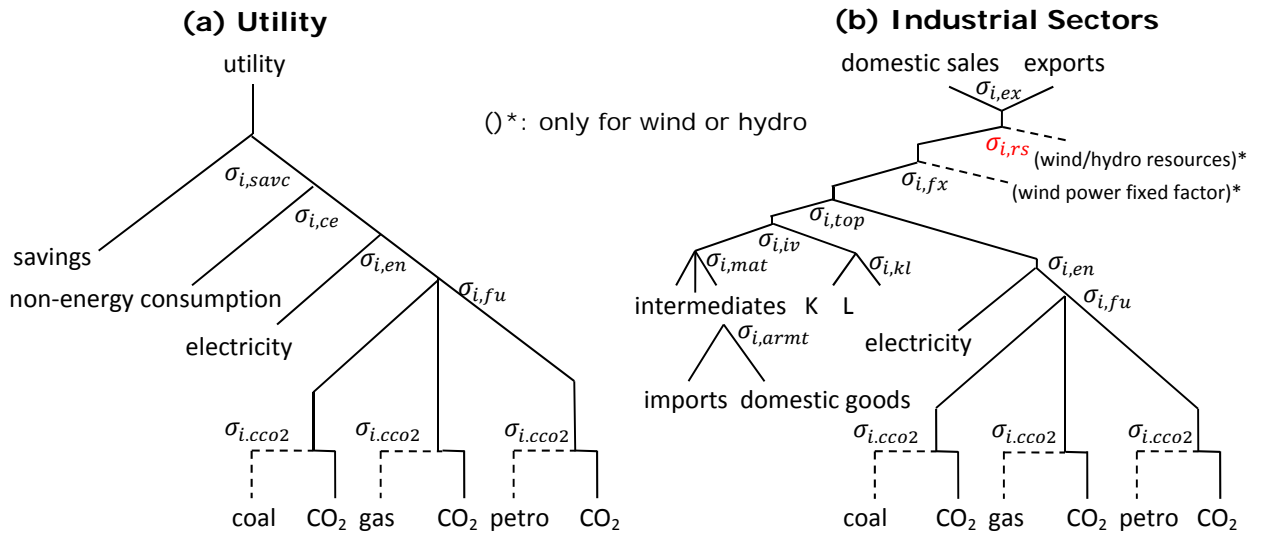 (a) Utility
utility
σi,savc
σi,ce
σi,en
savings
non-energy consumption
σi,fu
electricity
σi.cco2 σi.cco2 σi.cco2
coal CO2 gas CO2 petro CO2
()*: only for wind or hydro
(b) Industrial Sectors
domestic sales exports
σi,ex
σi,rs (wind/hydro resources)*
σi,fx (wind power fixed factor)*
σi,top
σi,iv
σi,mat σi,kl σi,en
intermediates K L σi,fu
σi,armt electricity
imports domestic goods
σi.cco2 σi.cco2 σi.cco2
coal CO2 gas CO2 petro CO2